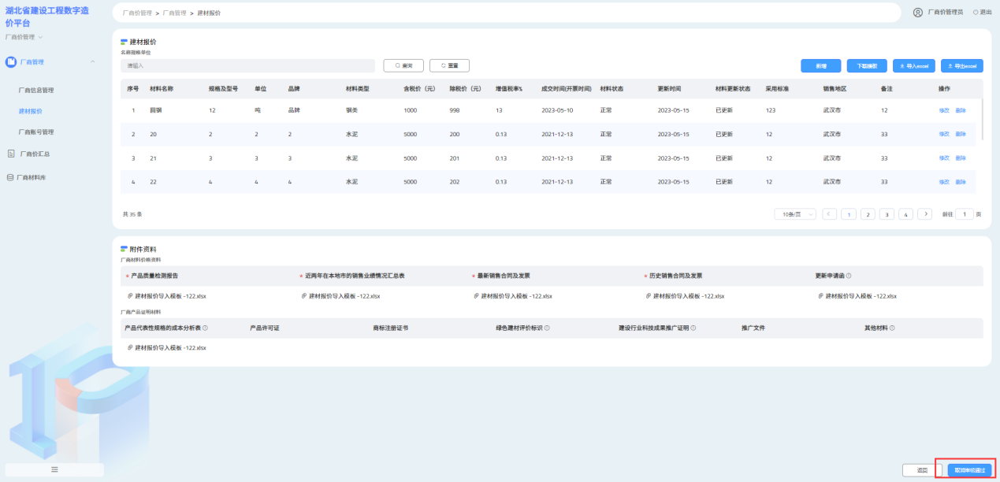 湖北省建设工程数字造
价平台
厂商价管理
厂商价管理 > 厂商管理 > 建材报价
厂商价管理员 退出
厂商管理
厂商信息管理
建材报价
厂商账号管理
厂商价汇总
厂商材料库
建材报价
名称规格单位
请输入 查询 重置 新增 下载模板 导入excel 导出excel
序号 材料名称 规格及型号 单位 品牌 材料类型 含税价（元） 除税价（元） 增值税率% 成交时间(开票时间) 材料状态 更新时间 材料更新状态 采用标准 销售地区 备注 操作
1 圆钢 12 吨 品牌 钢类 1000 998 13 2023-05-10 正常 2023-05-15 已更新 123 武汉市 12 修改 删除
2 20 2 2 2 水泥 5000 200 0.13 2021-12-13 正常 2023-05-15 已更新 12 武汉市 33 修改 删除
3 21 3 3 3 水泥 5000 201 0.13 2021-12-13 正常 2023-05-15 已更新 12 武汉市 33 修改 删除
4 22 4 4 4 水泥 5000 202 0.13 2021-12-13 正常 2023-05-15 已更新 12 武汉市 33 修改 删除
共 35 条 10条/页 < 1 2 3 4 > 前往 1 页
附件资料
厂商材料价格资料
* 产品质量检测报告 * 近两年在本地市的销售业绩情况汇总表 * 最新销售合同及发票 * 历史销售合同及发票 更新申请函
建材报价导入模板 -122.xlsx 建材报价导入模板 -122.xlsx 建材报价导入模板 -122.xlsx 建材报价导入模板 -122.xlsx 建材报价导入模板 -122.xlsx
厂商产品证明材料
产品代表性规格的成本分析表 产品许可证 商标注册证书 绿色建材评价标识 建设行业科技成果推广证明 推广文件 其他材料
建材报价导入模板 -122.xlsx
返回 取消审核通过